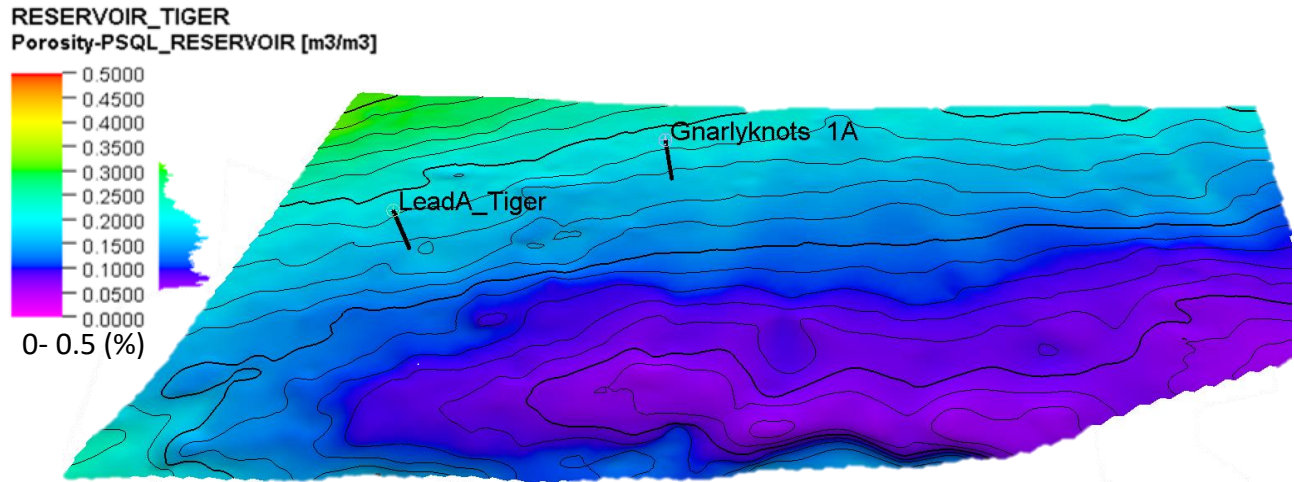 RESERVOIR_TIGER
Porosity-PSQL_RESERVOIR [m3/m3]
0.5000
0.4500
0.4000
0.3500
0.3000
0.2500
0.2000
0.1500
0.1000
0.0500
0.0000
0- 0.5 (%)
Gnarlyknots 1A
LeadA_Tiger